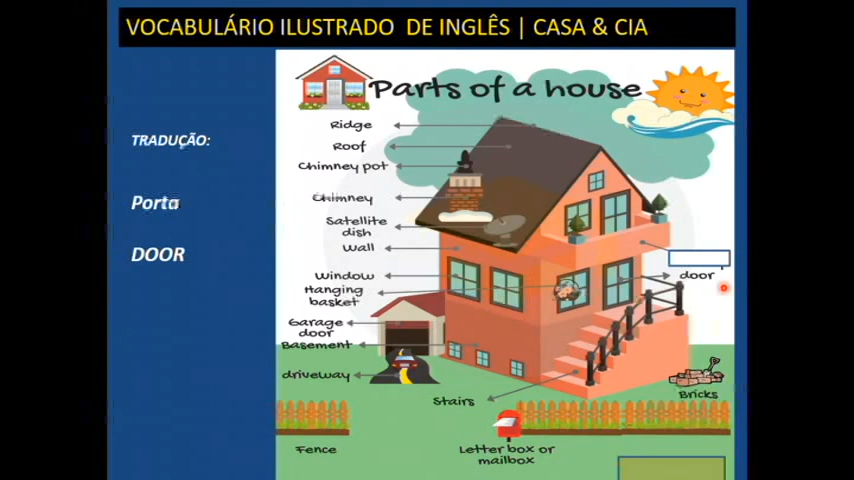 VOCABULÁRIO ILUSTRADO DE INGLÊS | CASA & CIA
TRADUÇÃO:
Porta
DOOR
Parts of a house
Ridge
Roof
Chimney pot
Chimney
Satellite
dish
Wall
Window
Hanging
basket
Garage
door
Basement
driveway
Stairs
door
Bricks
Fence
Letter box or
mailbox